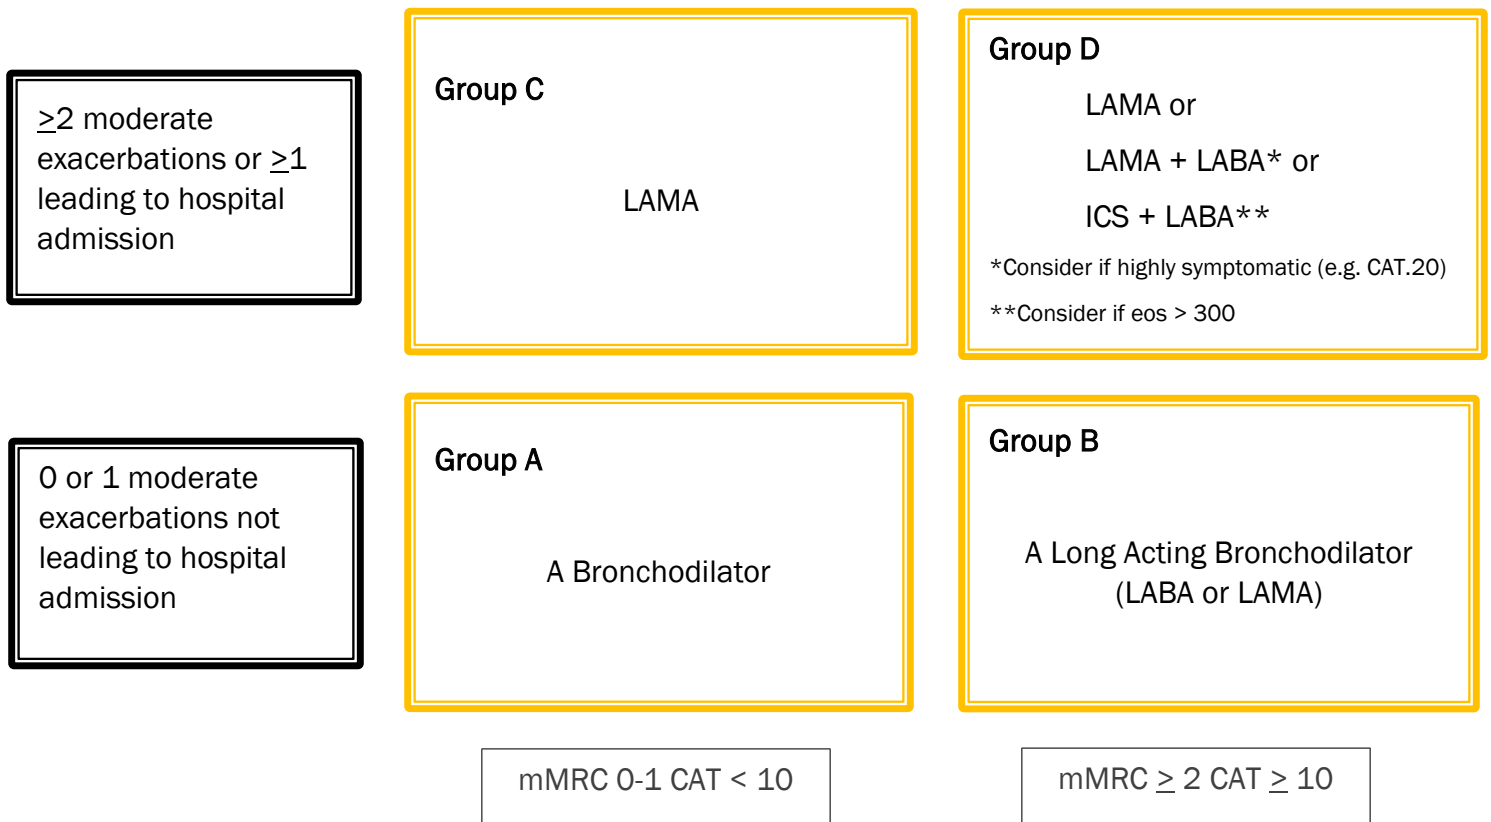 ≥2 moderate
exacerbations or ≥1
leading to hospital
admission
Group C
LAMA
Group D
LAMA or
LAMA + LABA* or
ICS + LABA**
*Consider if highly symptomatic (e.g. CAT.20)
**Consider if eos > 300
0 or 1 moderate
exacerbations not
leading to hospital
admission
Group A
A Bronchodilator
Group B
A Long Acting Bronchodilator
(LABA or LAMA)
mMRC 0-1 CAT < 10
mMRC ≥ 2 CAT ≥ 10